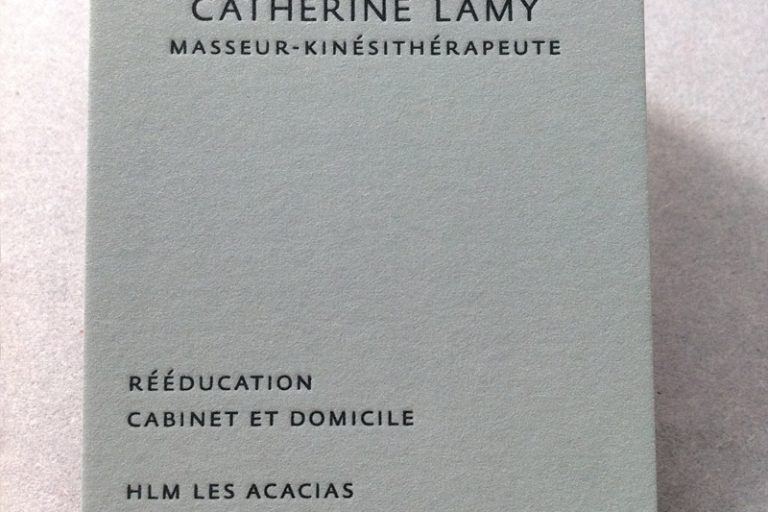 CATHERINE LAMY
MASSEUR-KINÉSITHÉRAPEUTE
RÉÉDUCATION
CABINET ET DOMICILE
HLM LES ACACIAS